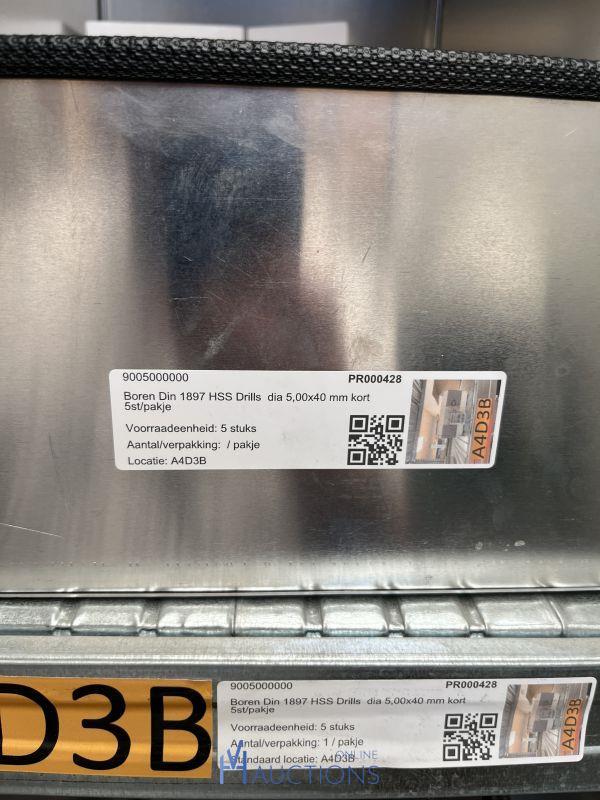 9005000000 PR000428
Boren Din 1897 HSS Drills dia 5,00x40 mm kort
5st/pakje
Voorraadeenheid: 5 stuks
Aantal/verpakking: / pakje
Locatie: A4D3B
A4D3B
D3B
9005000000 PR000428
Boren Din 1897 HSS Drills dia 5,00x40 mm kort
5st/pakje
Voorraadeenheid: 5 stuks
Aantal/verpakking: 1 / pakje
Standaard locatie: A4D3B
A4D3B
ONLINE
AUCTIONS